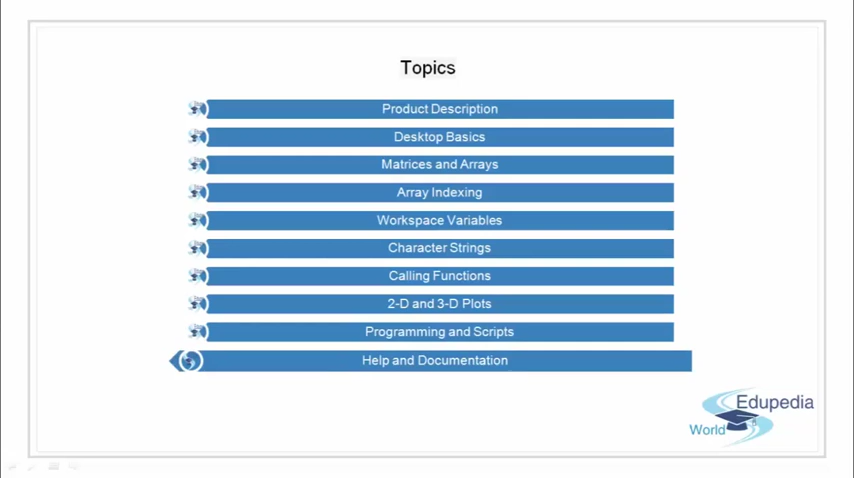 Topics
Product Description
Desktop Basics
Matrices and Arrays
Array Indexing
Workspace Variables
Character Strings
Calling Functions
2-D and 3-D Plots
Programming and Scripts
Help and Documentation
Edupedia
World